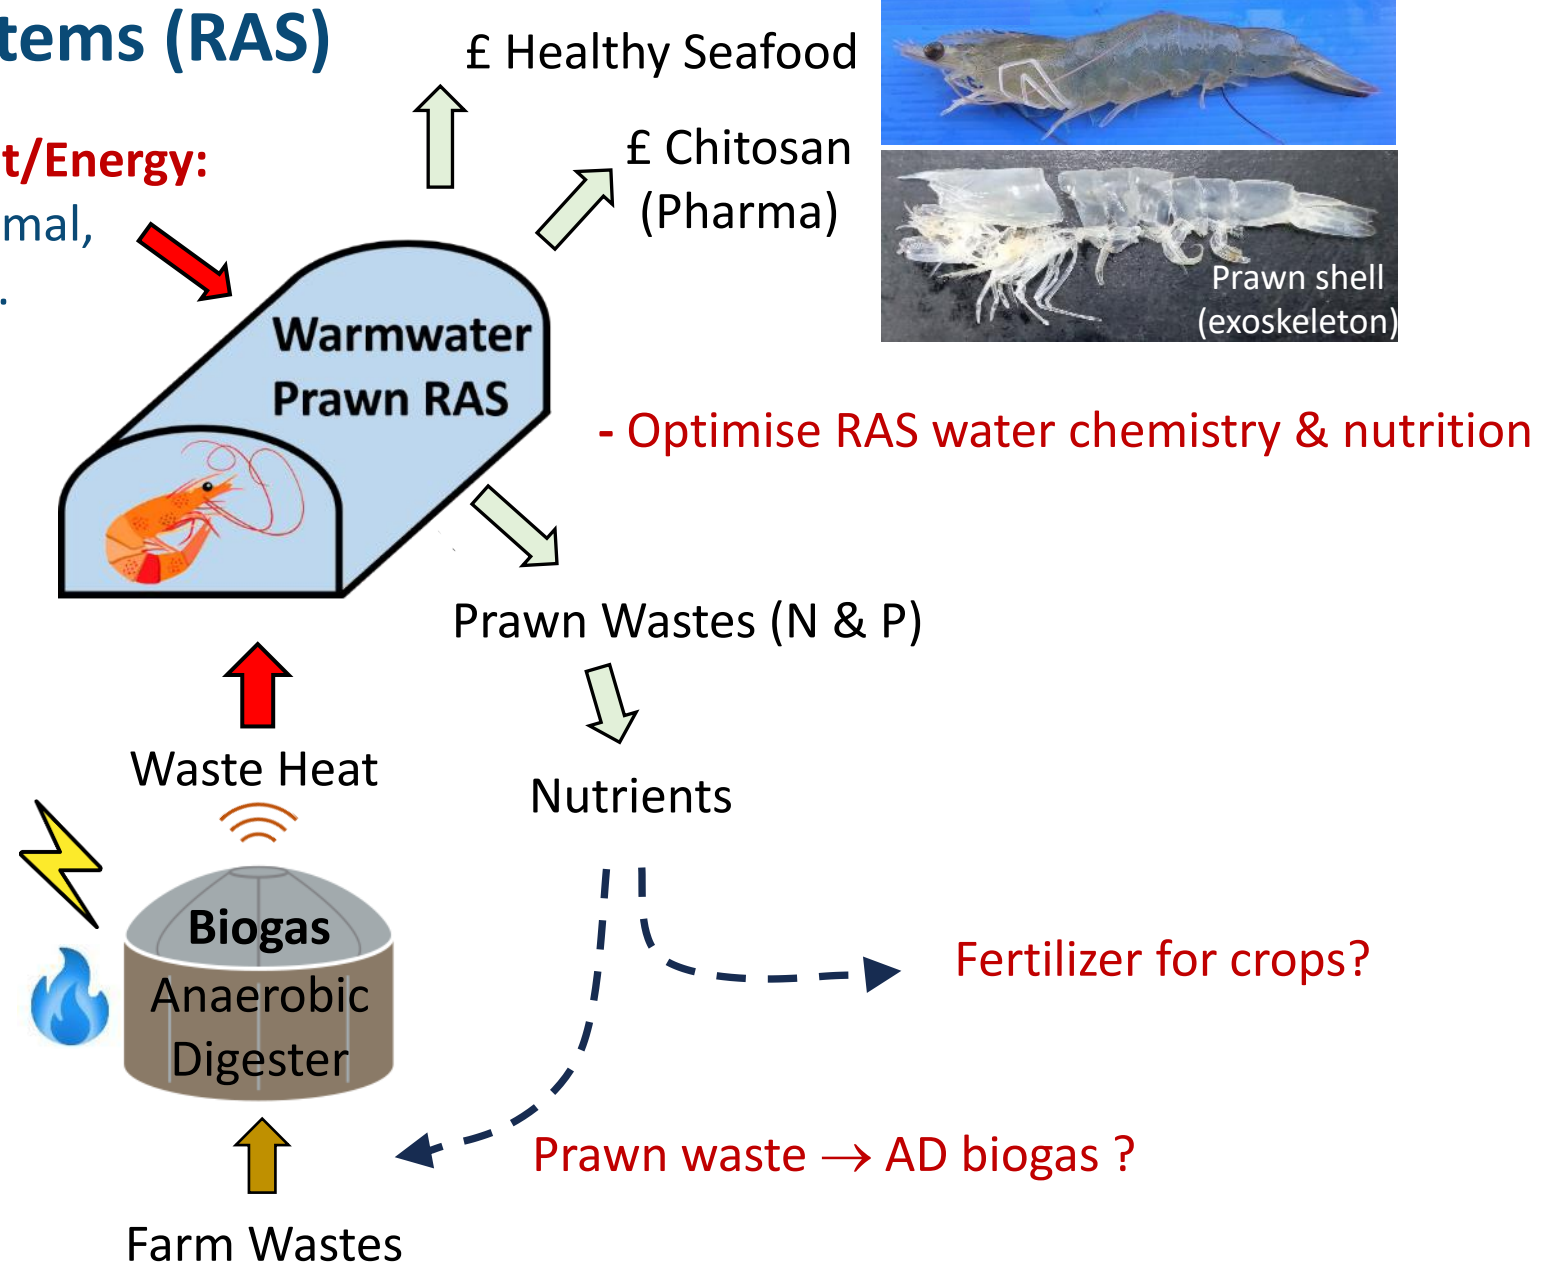 tems (RAS)
£ Healthy Seafood
t/Energy:
£ Chitosan
(Pharma)
mal,
.
Prawn shell
(exoskeleton)
Warmwater
Prawn RAS
- Optimise RAS water chemistry & nutrition
Prawn Wastes (N & P)
Waste Heat
Nutrients
Biogas
Anaerobic
Digester
Fertilizer for crops?
Prawn waste → AD biogas ?
Farm Wastes